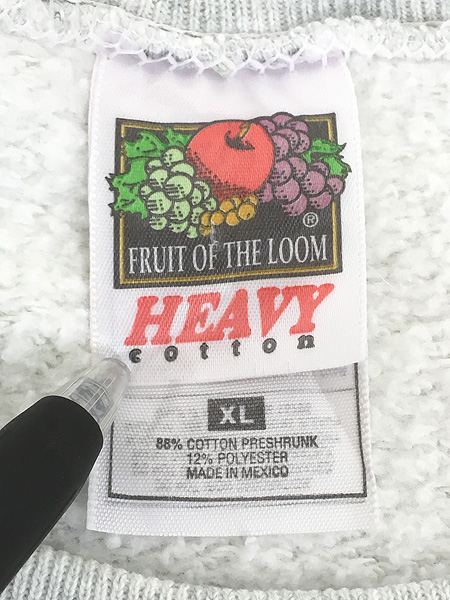 ®
FRUIT OF THE LOOM
HEAVY
cotton
XL
88% COTTON PRESHRUNK
12% POLYESTER
MADE IN MEXICO